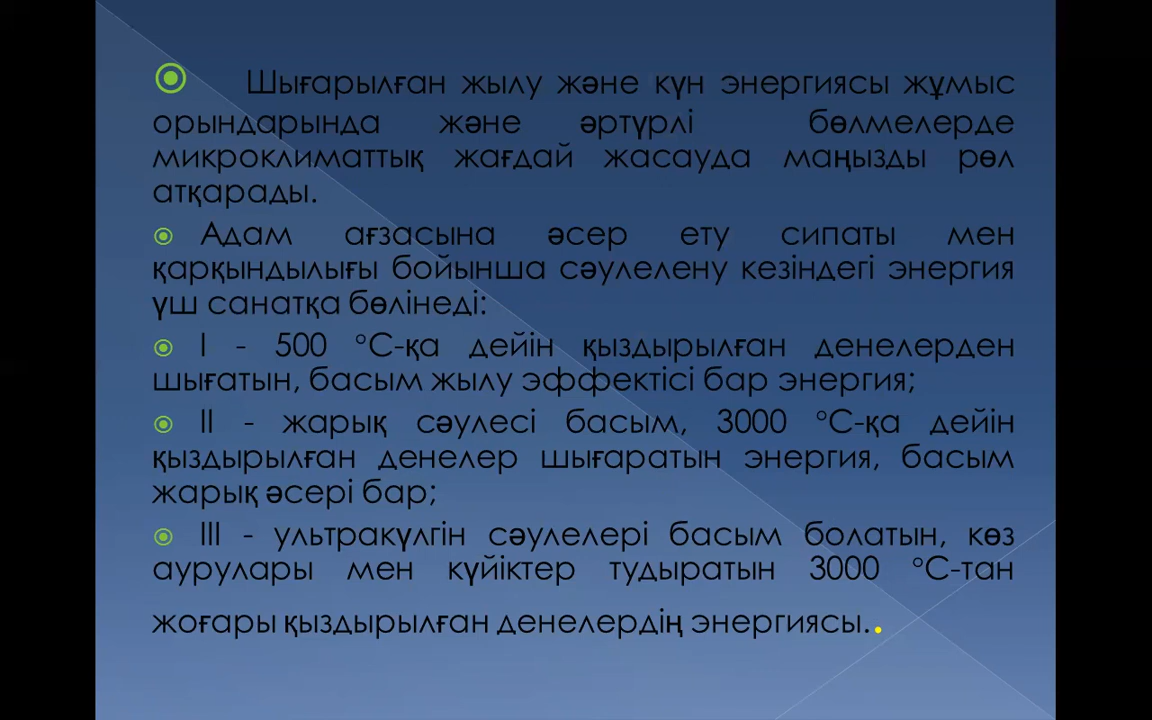 Шығарылған жылу және күн энергиясы жұмыс
орындарында және әртүрлі бөлмелерде
микроклиматтық жағдай жасауда маңызды рөл
атқарады.
Адам ағзасына әсер ету сипаты мен
қарқындылығы бойынша сәулелену кезіндегі энергия
үш санатқа бөлінеді:
I - 500 °C-қа дейін қыздырылған денелерден
шығатын, басым жылу эффектісі бар энергия;
II - жарық сәулесі басым, 3000 °C-қа дейін
қыздырылған денелер шығаратын энергия, басым
жарық әсері бар;
III - ультракүлгін сәулелері басым болатын, көз
аурулары мен күйіктер тудыратын 3000 °C-тан
жоғары қыздырылған денелердің энергиясы..